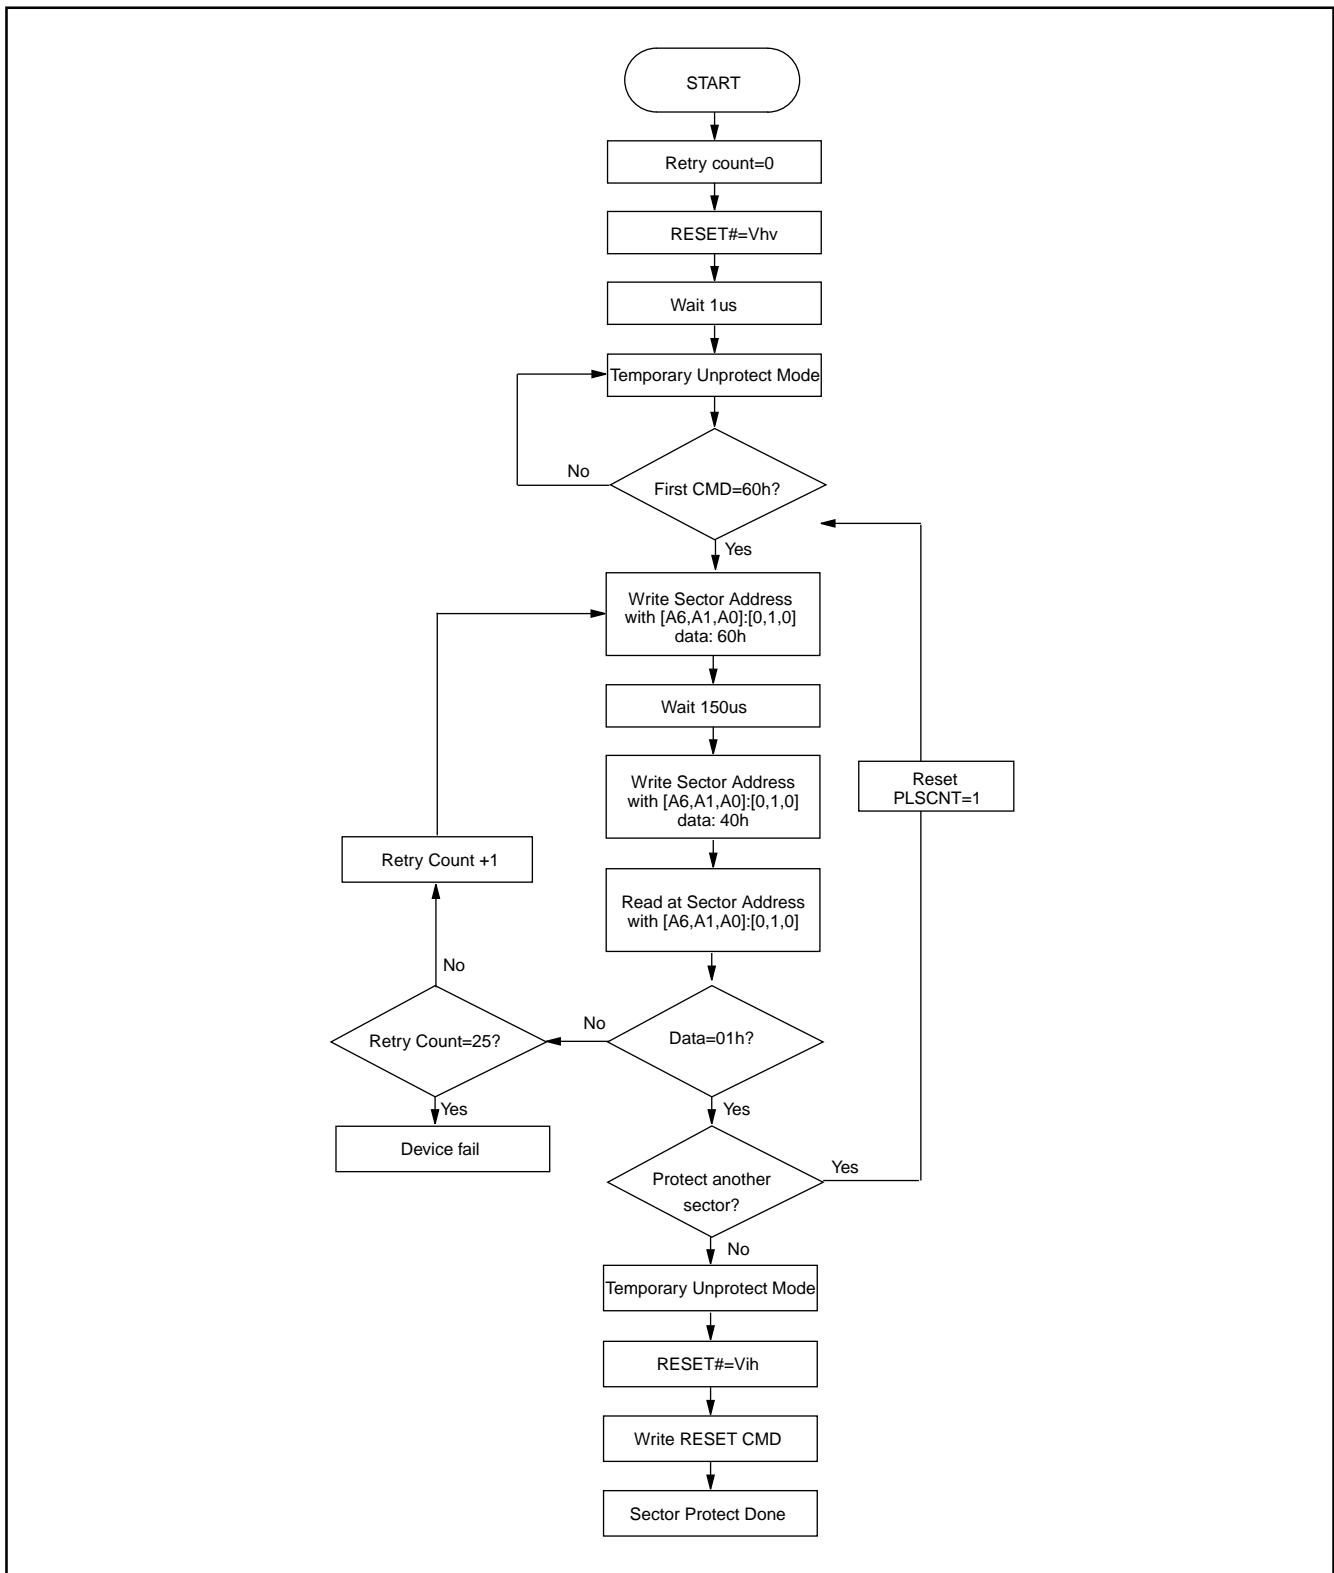 START
Retry count=0
RESET#=Vhv
Wait 1us
Temporary Unprotect Mode
No
First CMD=60h?
Yes
Write Sector Address
with [A6,A1,A0]:[0,1,0]
data: 60h
Wait 150us
Write Sector Address
with [A6,A1,A0]:[0,1,0]
data: 40h
Reset
PLSCNT=1
Retry Count +1
Read at Sector Address
with [A6,A1,A0]:[0,1,0]
No
Retry Count=25?
No
Data=01h?
Yes
Device fail
Yes
Protect another
sector?
Yes
No
Temporary Unprotect Mode
RESET#=Vih
Write RESET CMD
Sector Protect Done